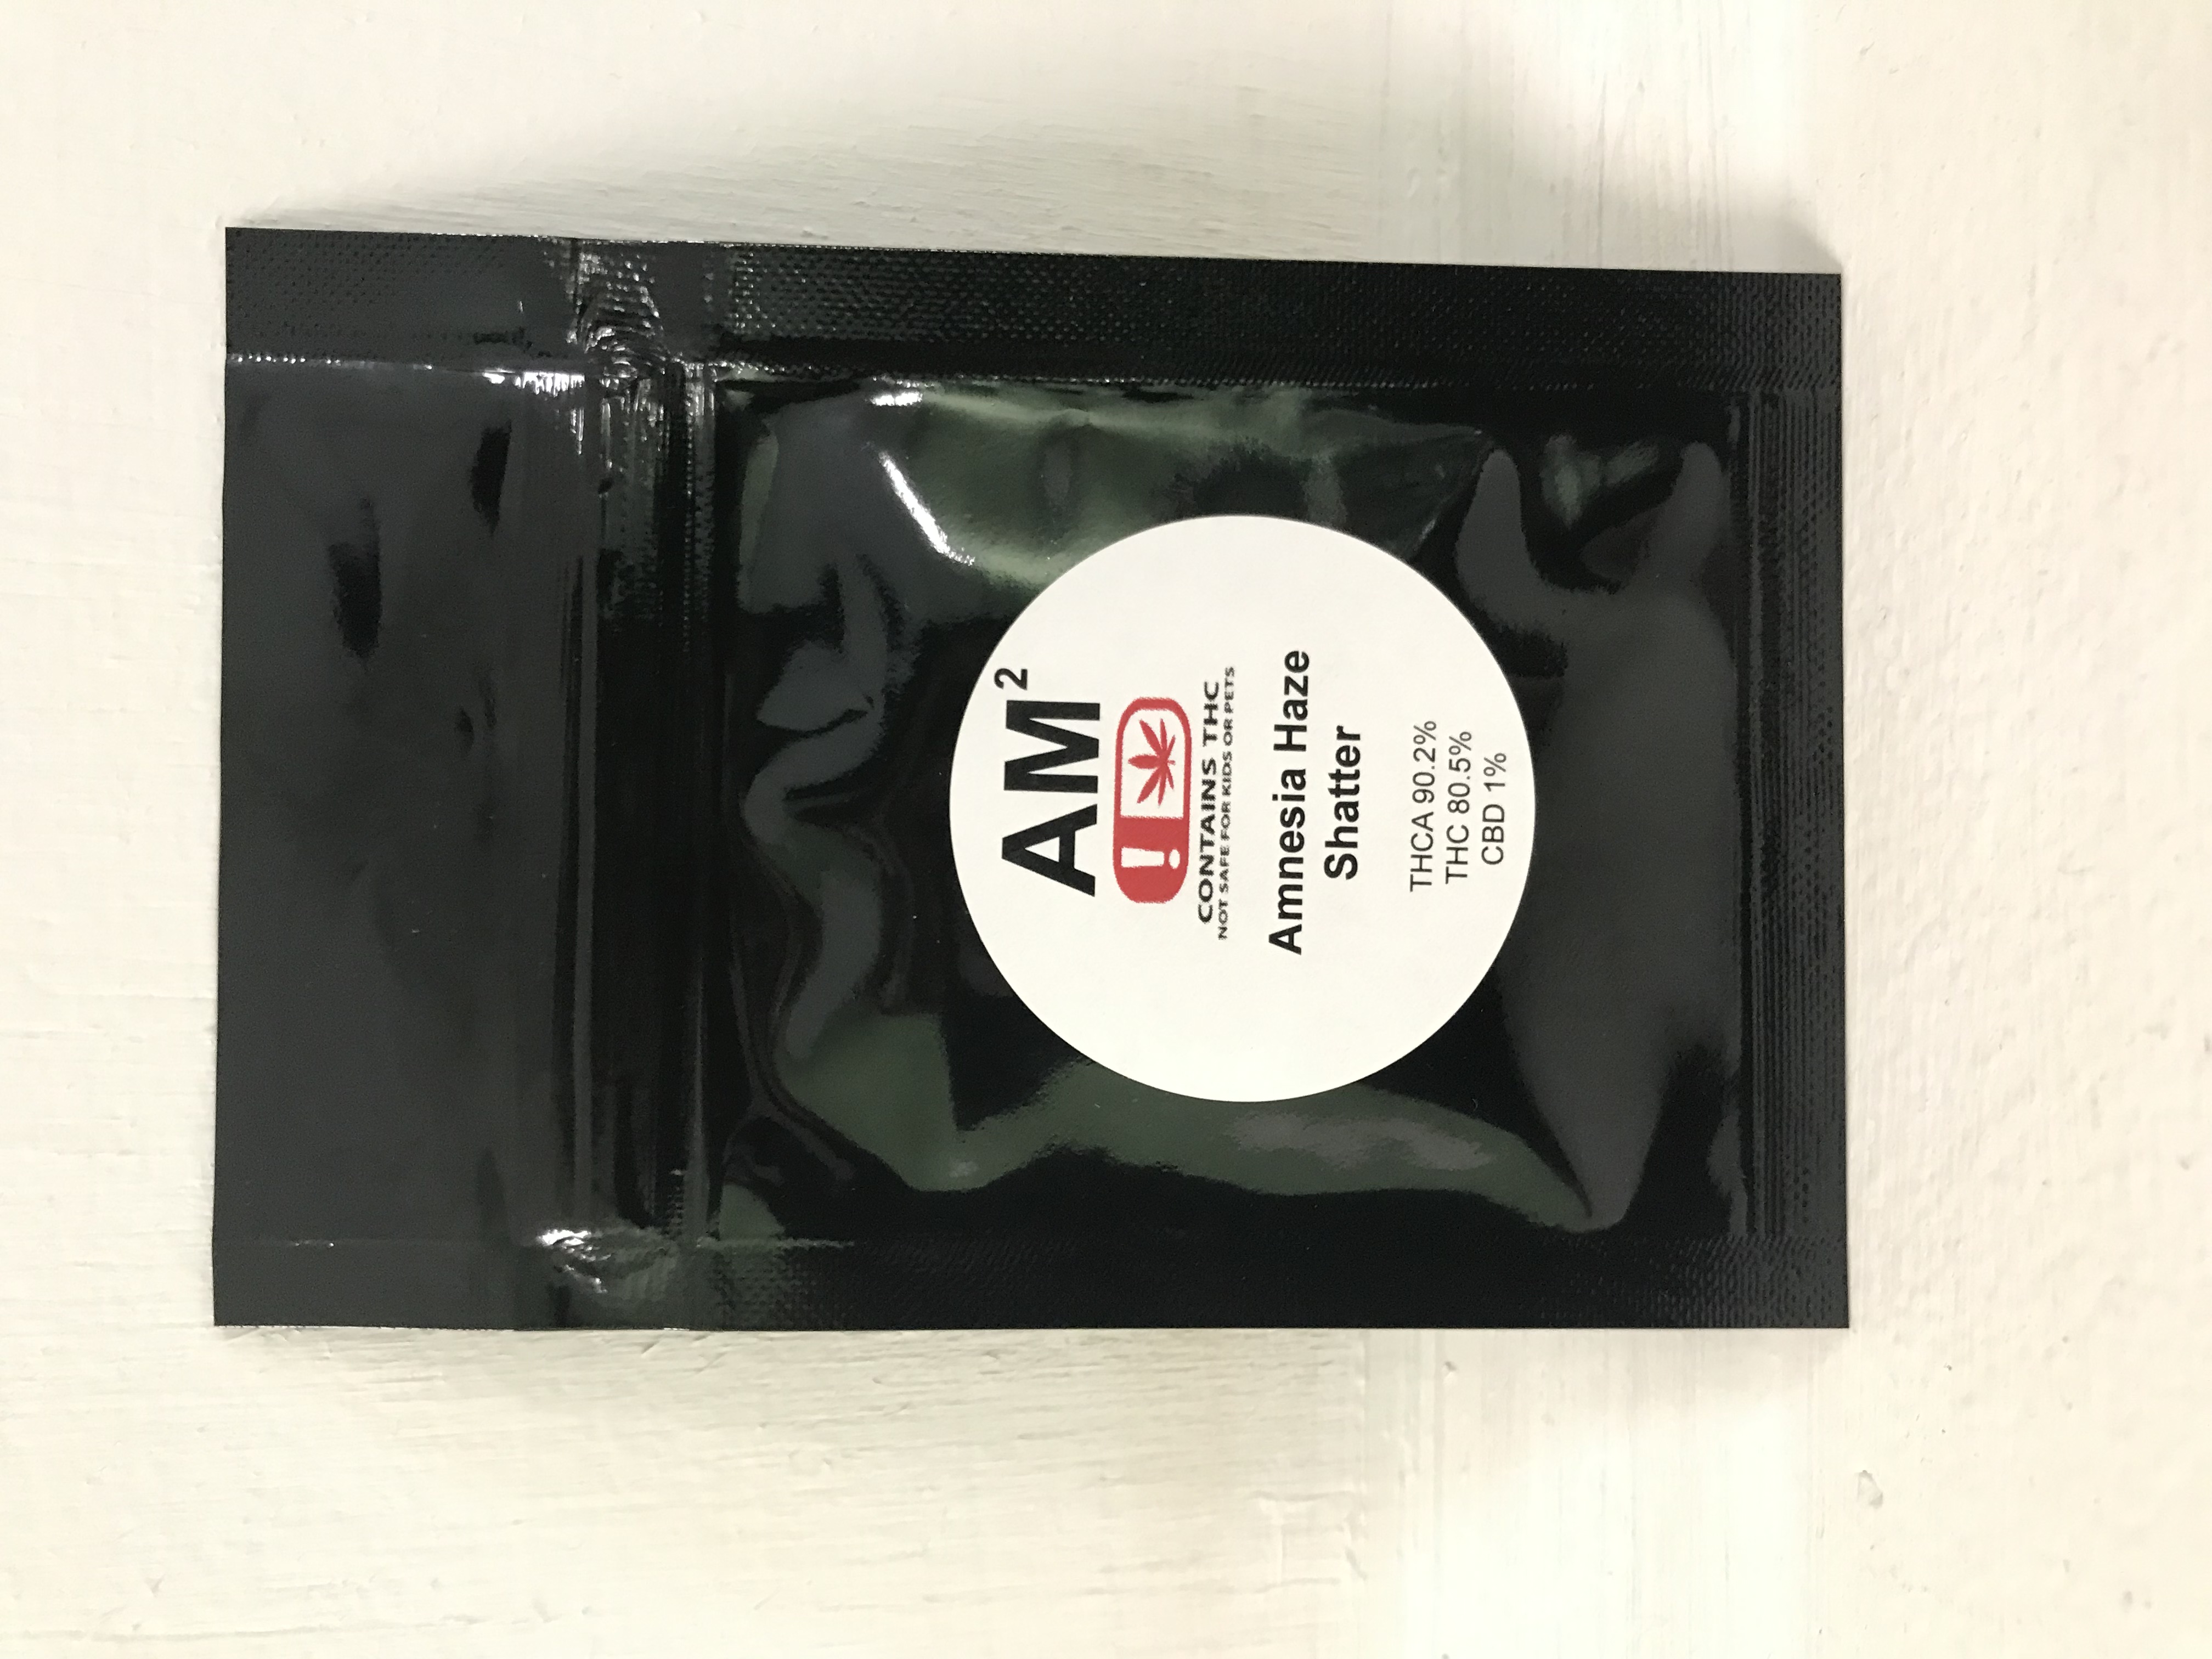 AM²
!
CONTAINS THC
NOT SAFE FOR KIDS OR PETS
Amnesia Haze
Shatter
THCA 90.2%
THC 80.5%
CBD 1%